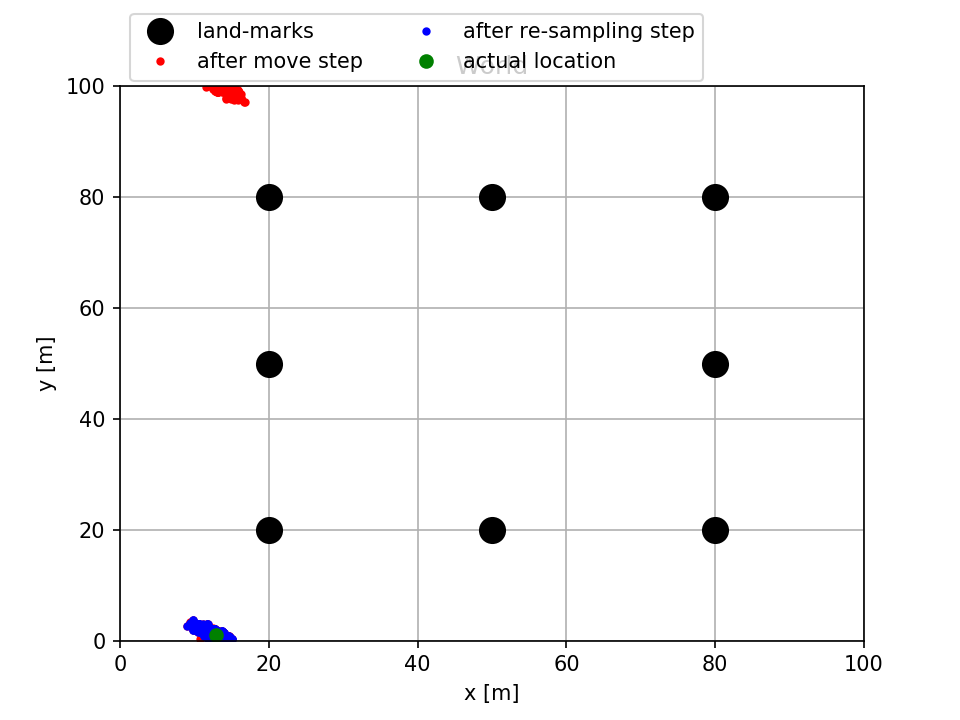 land-marks
after move step
after re-sampling step
actual location
World
100
80
60
40
20
0
y [m]
0 20 40 60 80 100
x [m]